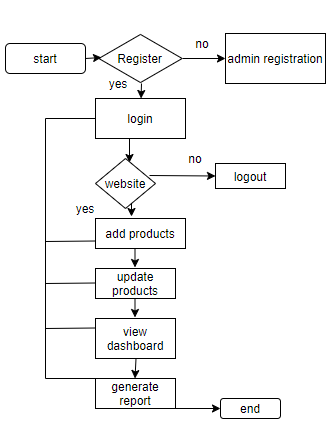 no
start
Register
admin registration
yes
login
no
website
logout
yes
add products
update
products
view
dashboard
generate
report
end